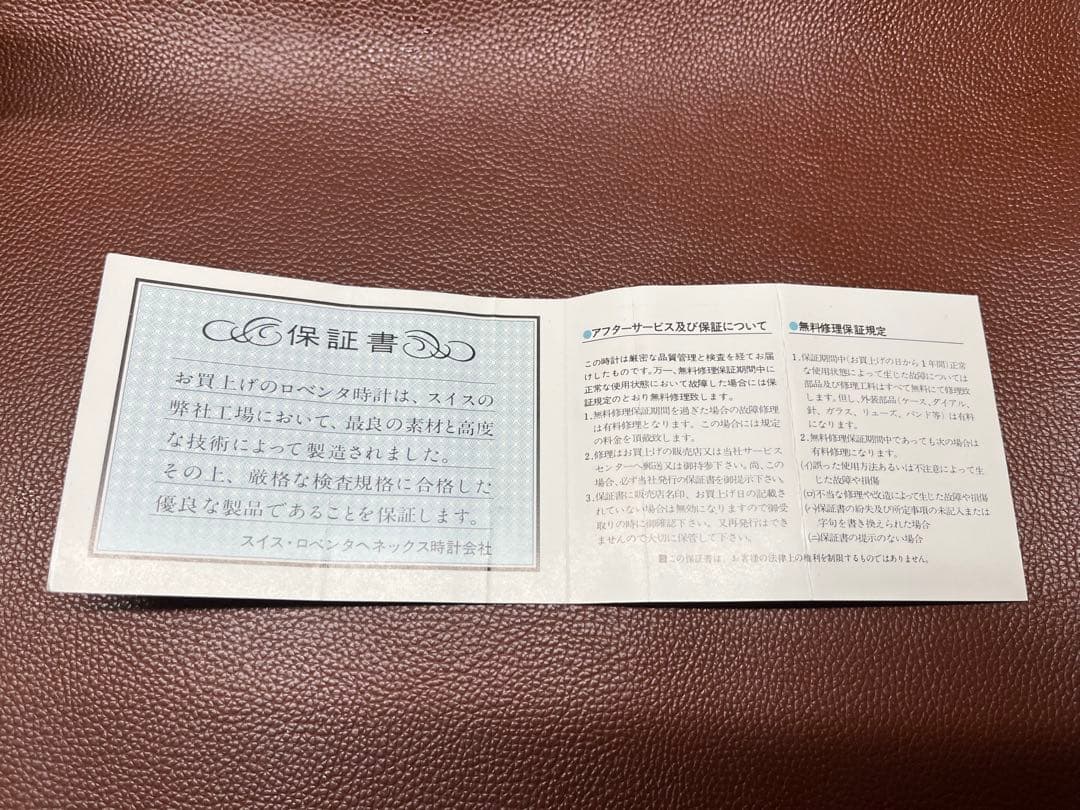 保証書
お買上げのロベンタ時計は、スイスの
弊社工場において、最良の素材と高度
な技術によって製造されました。
その上、厳格な検査規格に合格した
優良な製品であることを保証します。
スイス・ロベンタヘネックス時計会社
●アフターサービス及び保証について
この時計は厳密な品質管理と検査を経てお届
けしたものです。万一、無料修理保証期間中に
正常な使用状態において故障した場合には保
証規定のとおり無料修理致します。
1.無料修理保証期間を過ぎた場合の故障修理
は有料修理となります。この場合には規定
の料金を頂戴致します。
2.修理はお買上げの販売店又は当社サービス
センターへ郵送又は御持参下さい。尚、この
場合、必ず当社発行の保証書を御提示下さい。
3.保証書に販売店名印、お買上げ日の記載さ
れていない場合は無効になりますので御受
取りの時に御確認下さい。又再発行はでき
ませんので大切に保管して下さい。
●無料修理保証規定
1.保証期間中(お買上げの日から1年間)正常
な使用状態によって生じた故障については
部品及び修理工料はすべて無料にて修理致
します。但し、外装部品(ケース、ダイアル、
針、ガラス、リューズ、バンド等)は有料
になります。
2.無料修理保証期間中であっても次の場合は
有料修理になります。
(イ)誤った使用方法あるいは不注意によって生
じた故障や損傷
(ロ)不当な修理や改造によって生じた故障や損傷
(ハ)保証書の紛失及び所定事項の未記入または
字句を書き換えられた場合
(ニ)保証書の提示のない場合
この保証書は、お客様の法律上の権利を制限するものではありません。